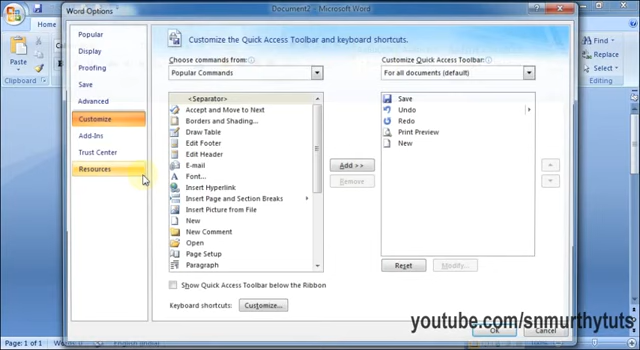 Word Options
Document2 - Microsoft Word
Home
Paste
Clipboard
Popular
Display
Proofing
Save
Advanced
Customize
Add-Ins
Trust Center
Resources
Customize the Quick Access Toolbar and keyboard shortcuts.
Choose commands from:
Popular Commands
<Separator>
Accept and Move to Next
Borders and Shading...
Draw Table
Edit Footer
Edit Header
E-mail
Font...
Insert Hyperlink
Insert Page and Section Breaks
Insert Picture from File
New
New Comment
Open
Page Setup
Paragraph
Show Quick Access Toolbar below the Ribbon
Keyboard shortcuts: Customize...
Add >>
Remove
Customize Quick Access Toolbar:
For all documents (default)
Save
Undo
Redo
Print Preview
New
Reset
Modify...
OK
Cancel
Find
Replace
Select
Editing
youtube.com/snmurthytuts
Page: 1 of 1
Words: 0